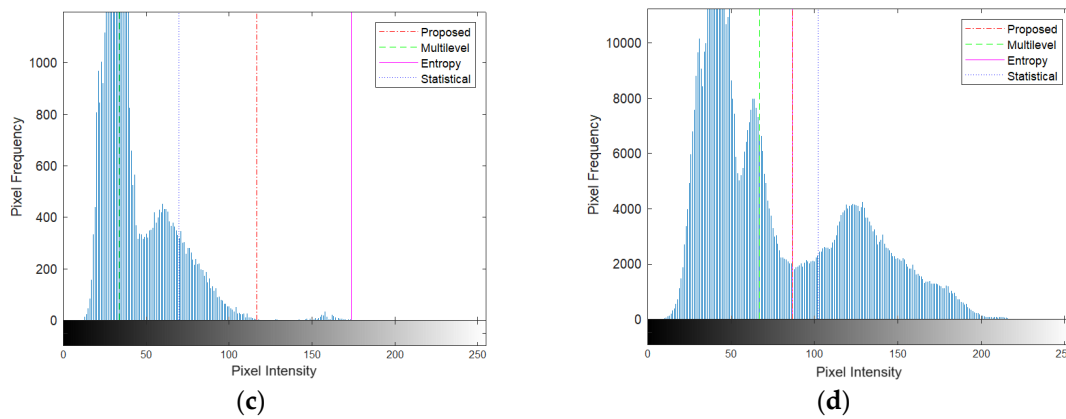 Pixel Frequency
1000
800
600
400
200
0
0 50 100 150 200 250
Pixel Intensity
Proposed
Multilevel
Entropy
Statistical
(c)
Pixel Frequency
10000
8000
6000
4000
2000
0
0 50 100 150 200 250
Pixel Intensity
Proposed
Multilevel
Entropy
Statistical
(d)